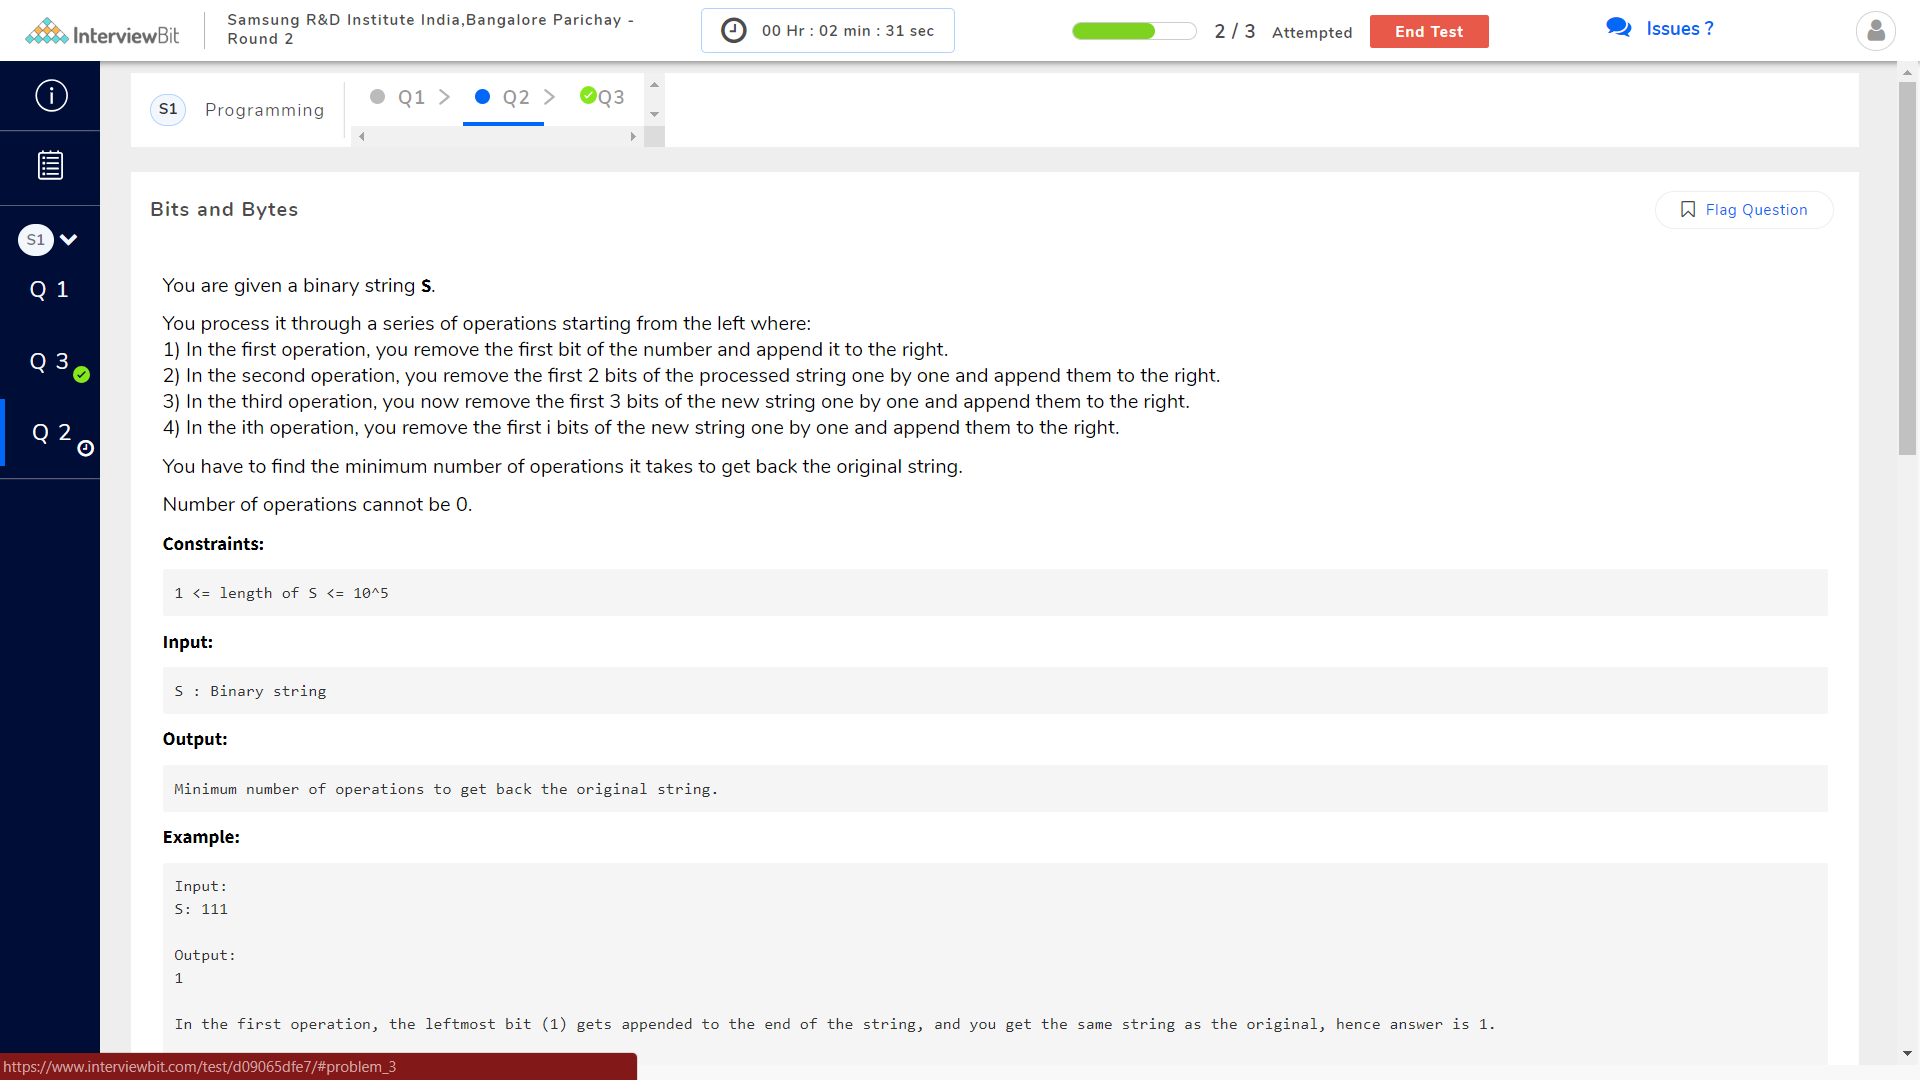 InterviewBit
Samsung R&D Institute India,Bangalore Parichay -
Round 2
00 Hr : 02 min : 31 sec
2 / 3 Attempted
End Test
Issues ?
S1 Programming
Q1 > Q2 > Q3
S1
Q 1
Q 3
Q 2
Bits and Bytes
Flag Question
You are given a binary string S.
You process it through a series of operations starting from the left where:
1) In the first operation, you remove the first bit of the number and append it to the right.
2) In the second operation, you remove the first 2 bits of the processed string one by one and append them to the right.
3) In the third operation, you now remove the first 3 bits of the new string one by one and append them to the right.
4) In the ith operation, you remove the first i bits of the new string one by one and append them to the right.
You have to find the minimum number of operations it takes to get back the original string.
Number of operations cannot be 0.
Constraints:
1 <= length of S <= 10^5
Input:
S : Binary string
Output:
Minimum number of operations to get back the original string.
Example:
Input:
S: 111
Output:
1
In the first operation, the leftmost bit (1) gets appended to the end of the string, and you get the same string as the original, hence answer is 1.
https://www.interviewbit.com/test/d09065dfe7/#problem_3